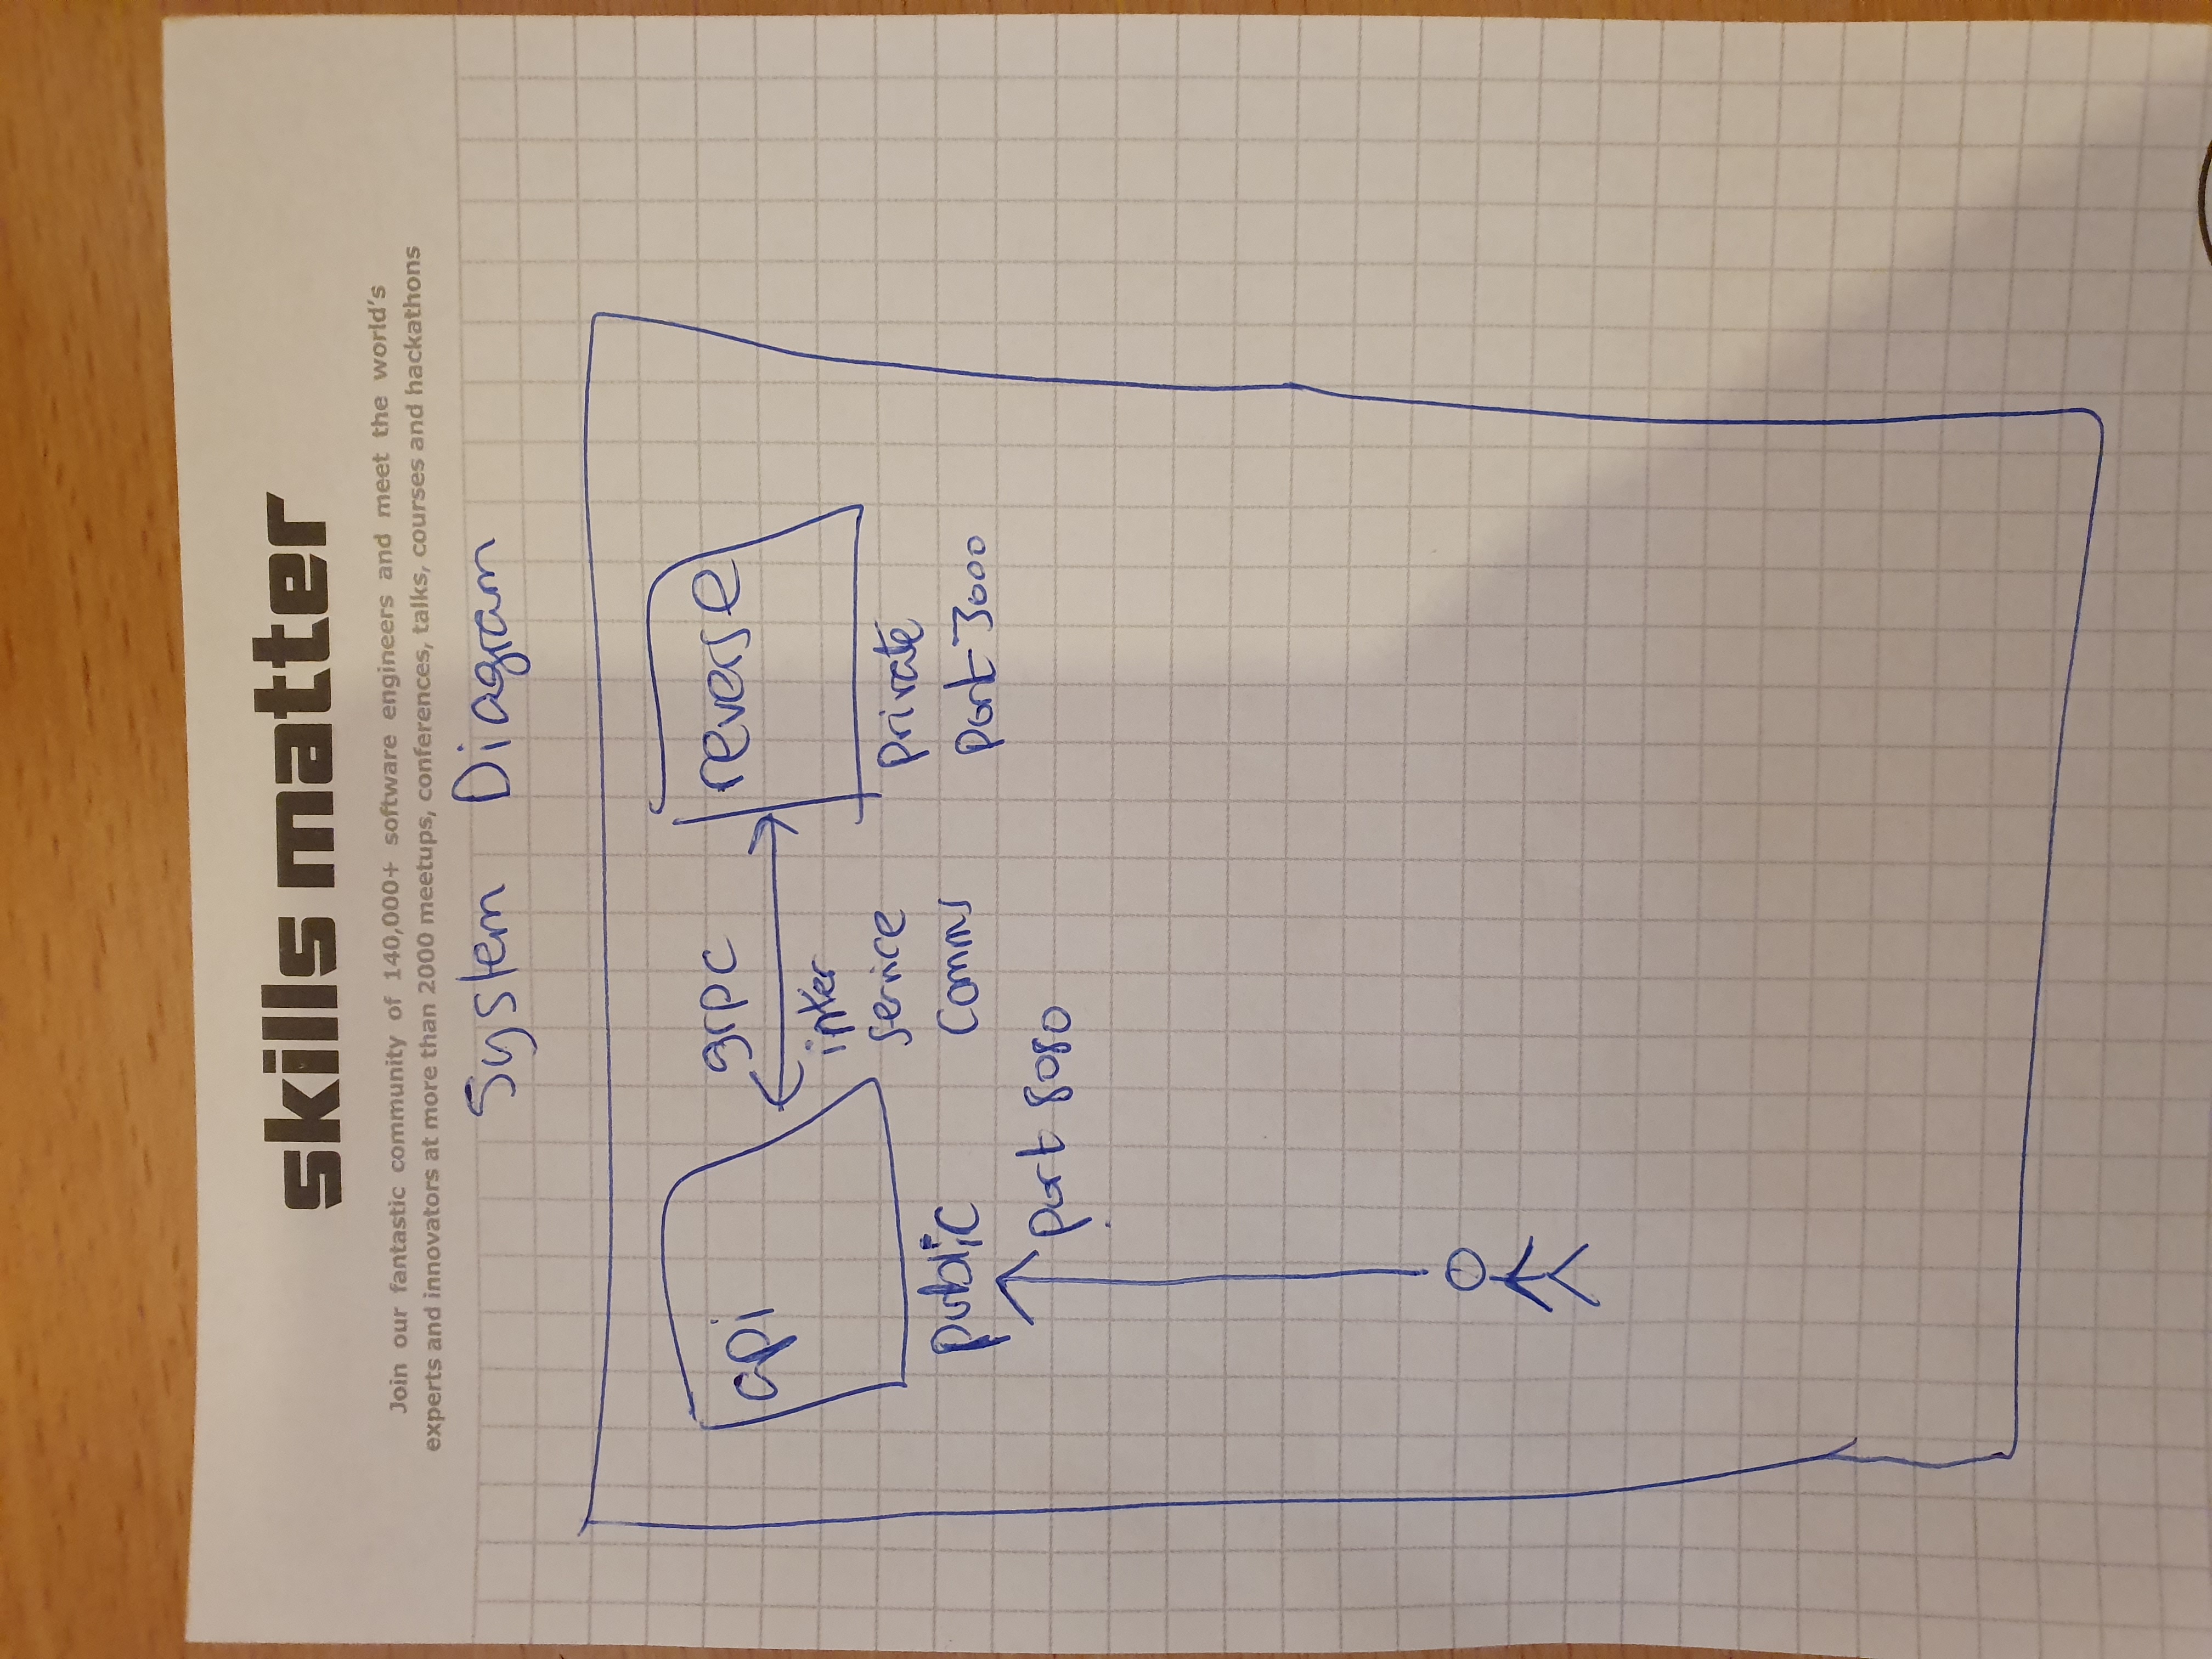 skills matter
Join our fantastic community of 140,000+ software engineers and meet the world's
experts and innovators at more than 2000 meetups, conferences, talks, courses and hackathons
System Diagram
api
grpc
inter
service
comms
reverse
private
port 3000
public
port 8080